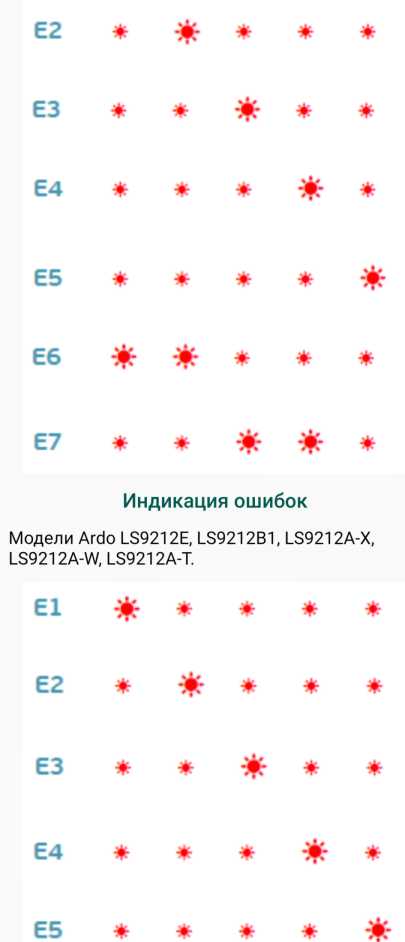 E2
E3
E4
E5
E6
E7
Индикация ошибок
Модели Ardo LS9212E, LS9212B1, LS9212A-X,
LS9212A-W, LS9212A-T.
E1
E2
E3
E4
E5